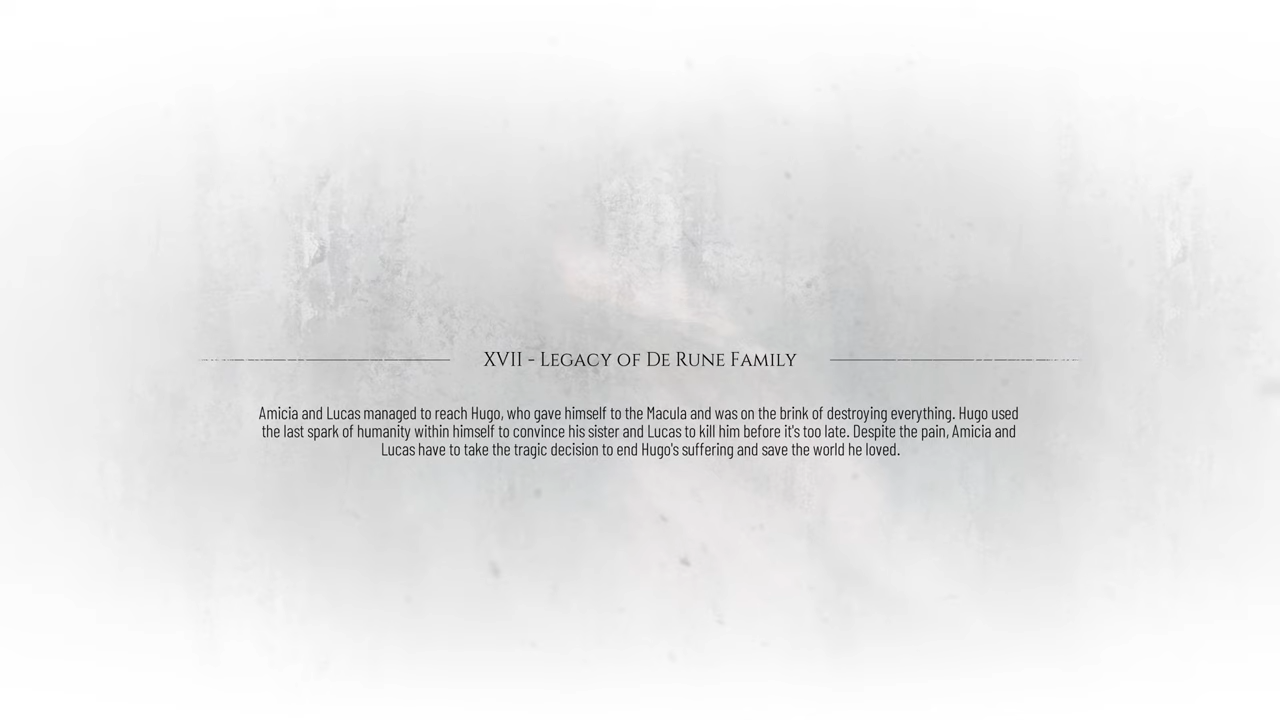 XVII - Legacy of De Rune Family
Amicia and Lucas managed to reach Hugo, who gave himself to the Macula and was on the brink of destroying everything. Hugo used
the last spark of humanity within himself to convince his sister and Lucas to kill him before it's too late. Despite the pain, Amicia and
Lucas have to take the tragic decision to end Hugo's suffering and save the world he loved.